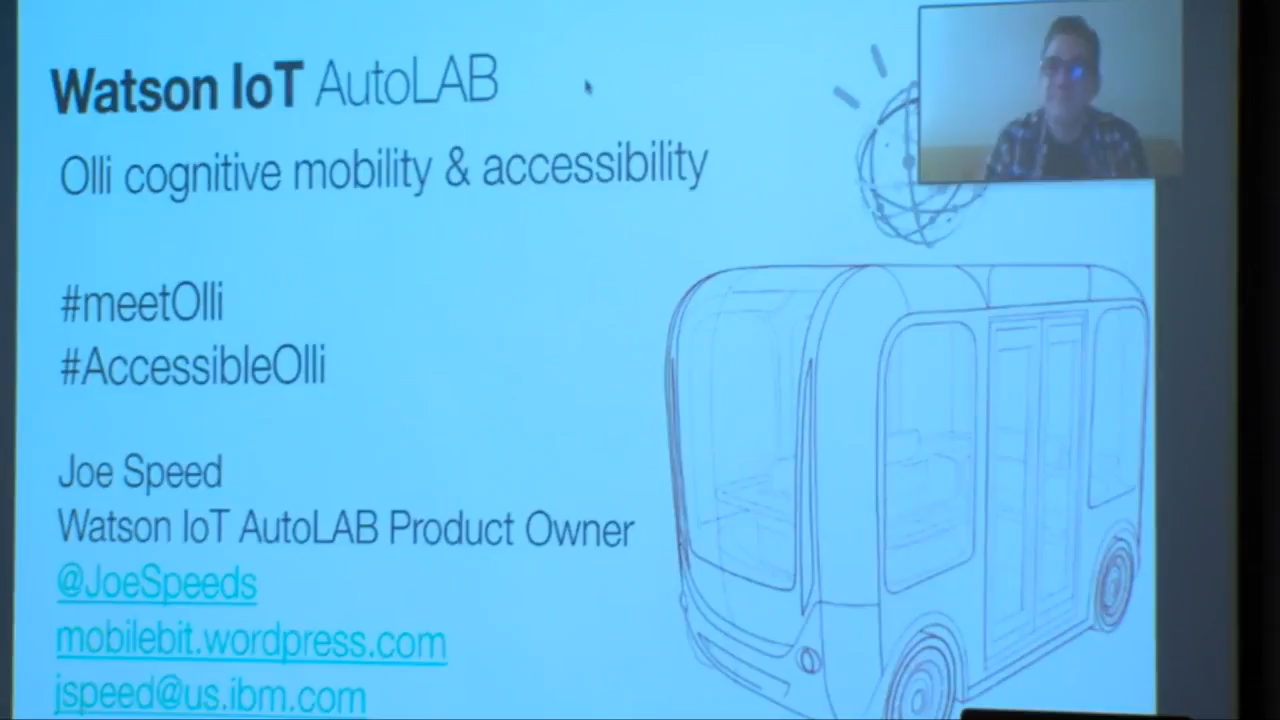 Watson IoT AutoLAB
Olli cognitive mobility & accessibility
#meetOlli
#AccessibleOlli
Joe Speed
Watson IoT AutoLAB Product Owner
@JoeSpeeds
mobilebit.wordpress.com
jspeed@us.ibm.com